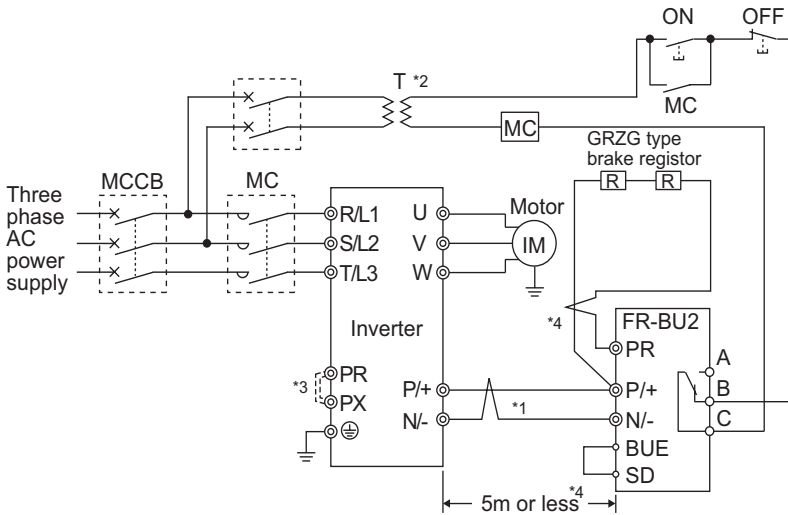 ON OFF
T *2
MC
MC
GRZG type
brake registor
R R
Three
phase
AC
power
supply
MCCB MC
R/L1
S/L2
T/L3
U
V
W
Motor
IM
Inverter
*4
FR-BU2
PR
A
B
C
*3
PR
PX
P/+
N/-
*1
P/+
N/-
BUE
SD
5m or less *4